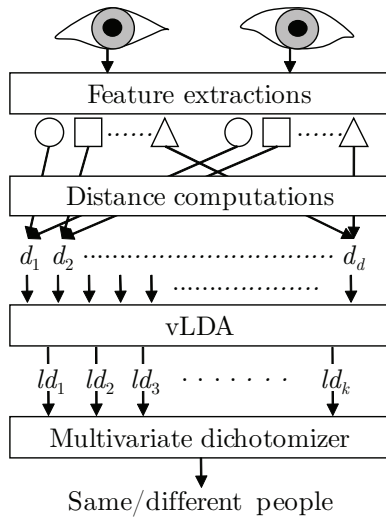 Feature extractions
Distance computations
d1 d2 dd
vLDA
ld1 ld2 ld3 . . . . . . . ldk
Multivariate dichotomizer
Same/different people